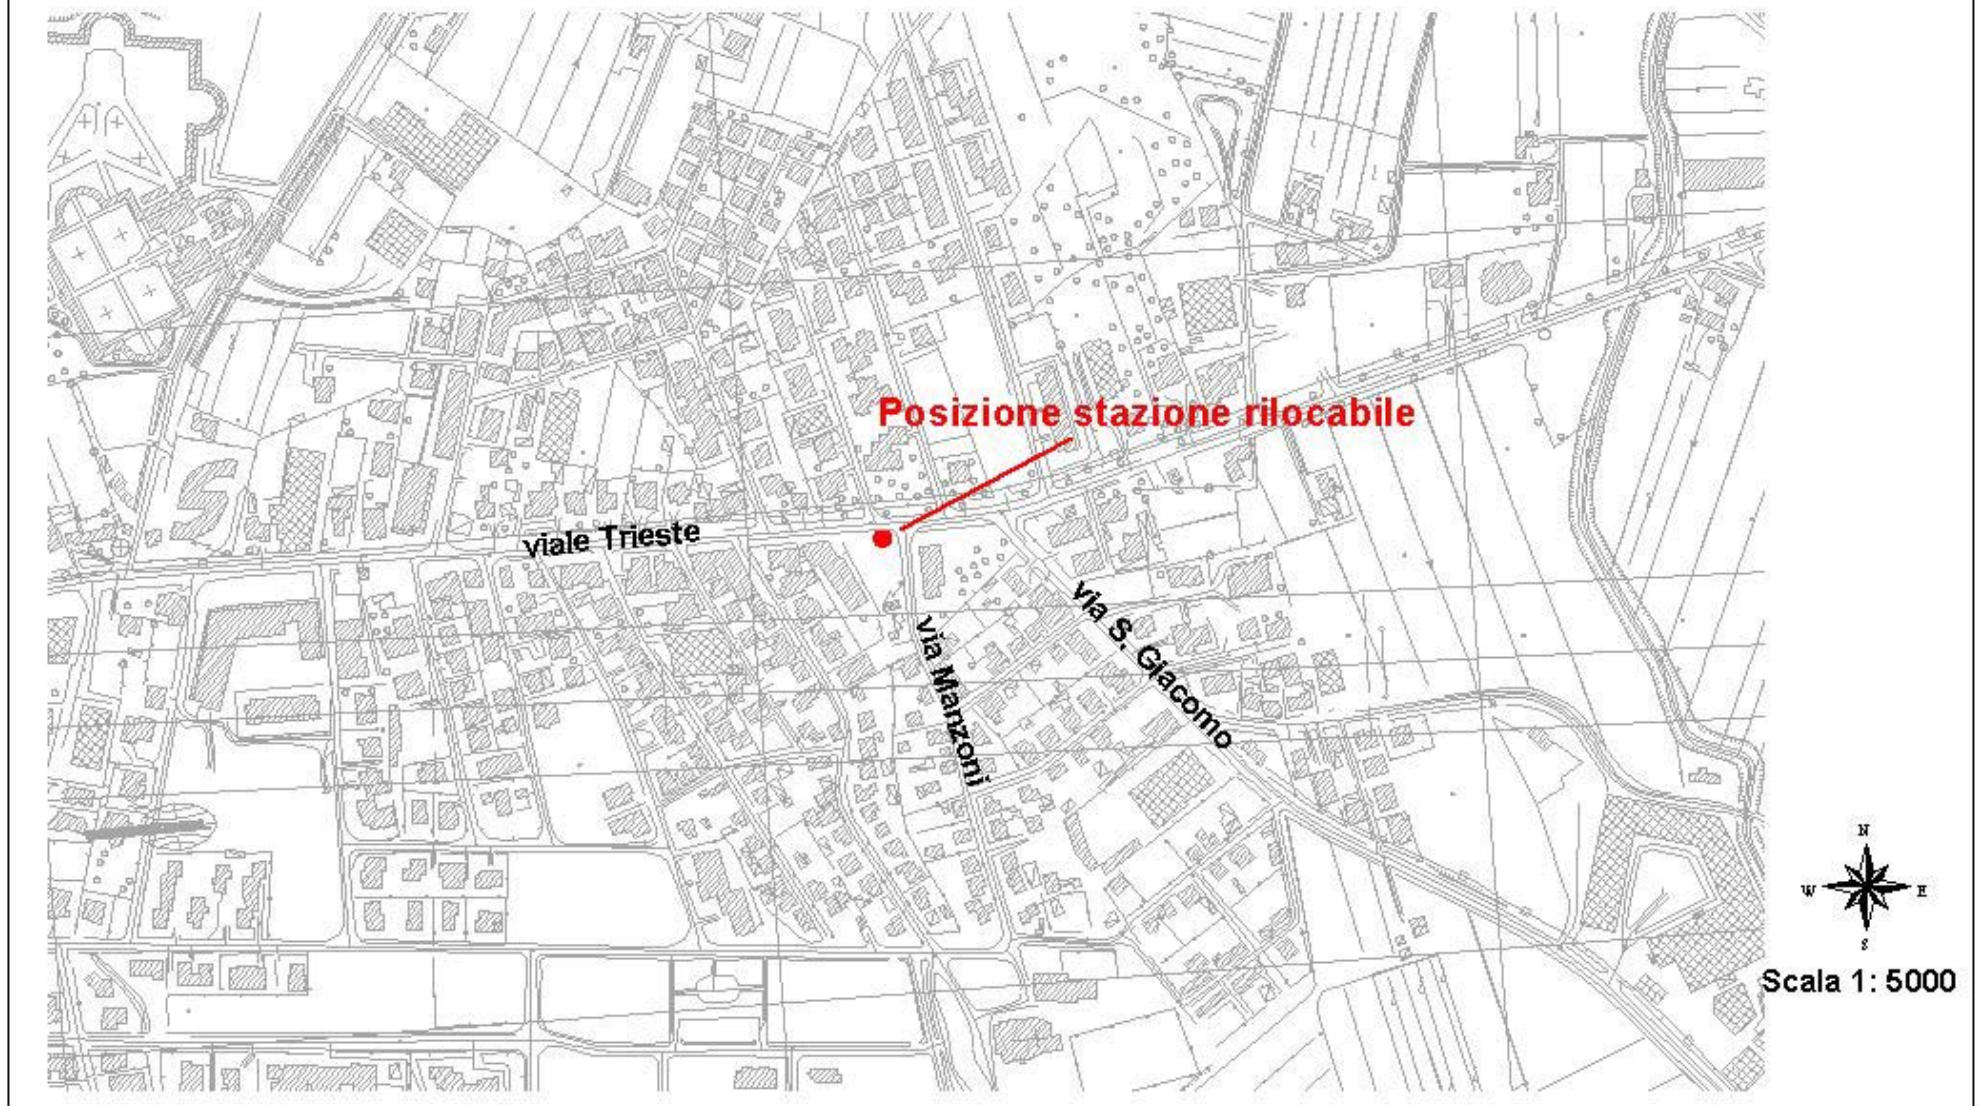 Posizione stazione rilocabile
viale Trieste
via S. Giacomo
via Manzoni
N
W E
S
Scala 1: 5000